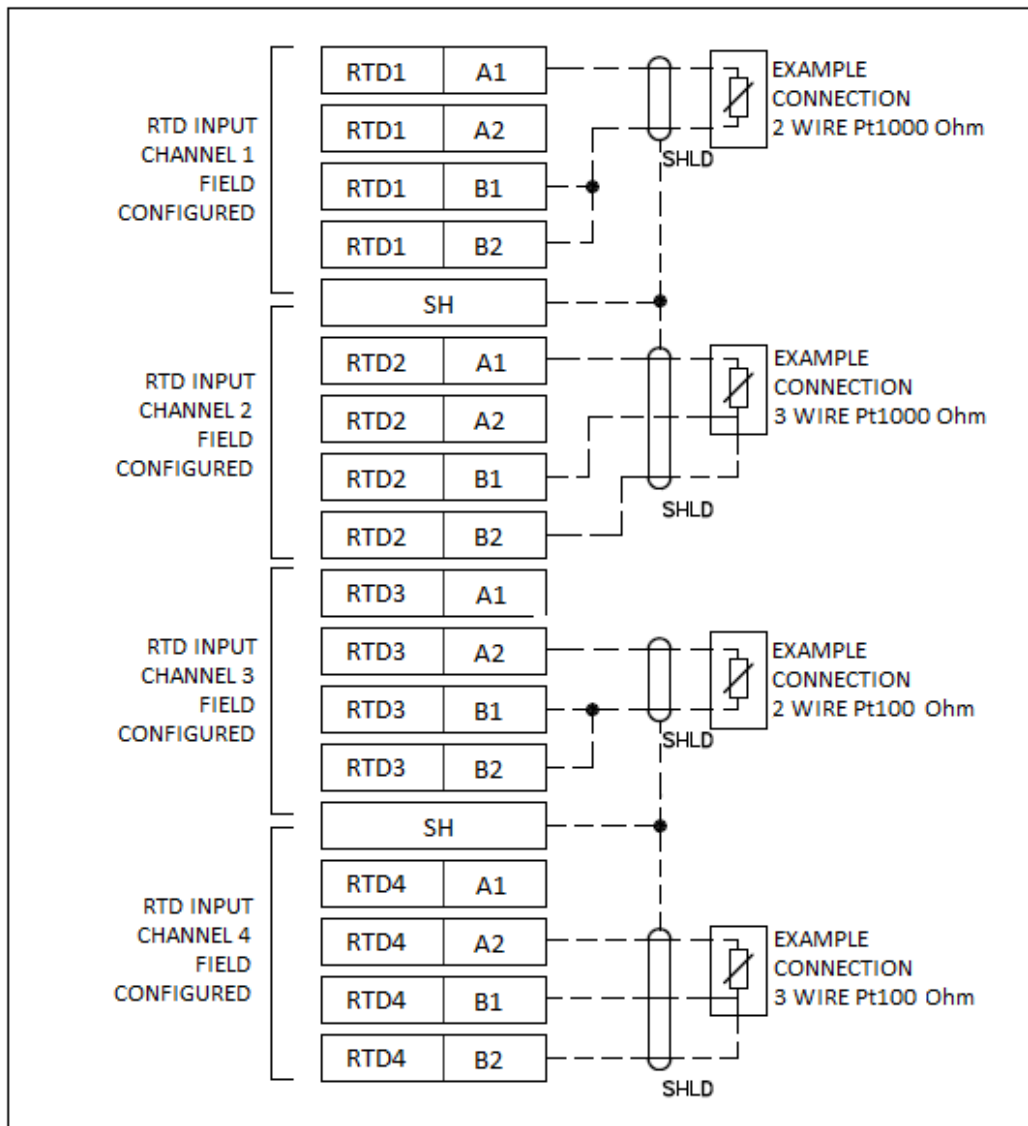 RTD INPUT
CHANNEL 1
FIELD
CONFIGURED
RTD1 A1
RTD1 A2
RTD1 B1
RTD1 B2
SH
SHLD
EXAMPLE
CONNECTION
2 WIRE Pt1000 Ohm
RTD INPUT
CHANNEL 2
FIELD
CONFIGURED
RTD2 A1
RTD2 A2
RTD2 B1
RTD2 B2
SHLD
EXAMPLE
CONNECTION
3 WIRE Pt1000 Ohm
RTD INPUT
CHANNEL 3
FIELD
CONFIGURED
RTD3 A1
RTD3 A2
RTD3 B1
RTD3 B2
SH
SHLD
EXAMPLE
CONNECTION
2 WIRE Pt100 Ohm
RTD INPUT
CHANNEL 4
FIELD
CONFIGURED
RTD4 A1
RTD4 A2
RTD4 B1
RTD4 B2
SHLD
EXAMPLE
CONNECTION
3 WIRE Pt100 Ohm